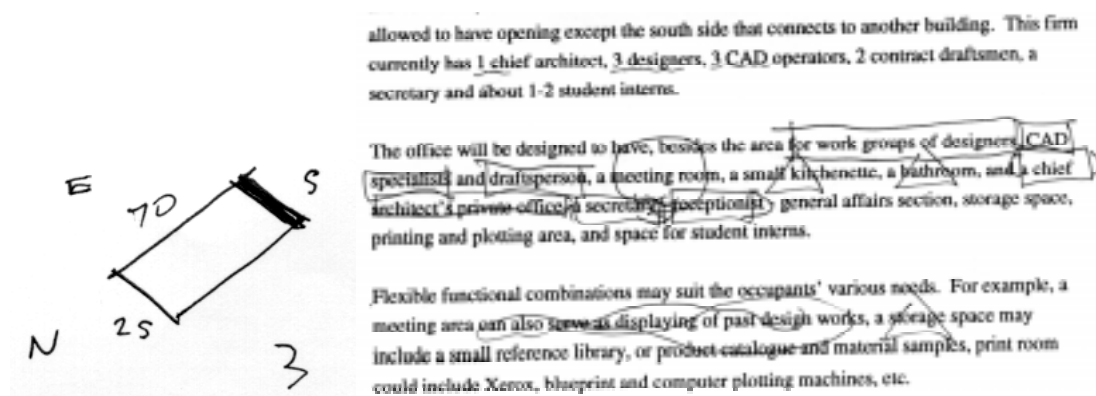 E
S
70
N
25
3
allowed to have opening except the south side that connects to another building. This firm
currently has 1 chief architect, 3 designers, 3 CAD operators, 2 contract draftsmen, a
secretary and about 1-2 student interns.
The office will be designed to have, besides the area for work groups of designers, CAD
specialists and draftsperson, a meeting room, a small kitchenette, a bathroom, and a chief
architect's private office, a secretary's receptionist - general affairs section, storage space,
printing and plotting area, and space for student interns.
Flexible functional combinations may suit the occupants' various needs. For example, a
meeting area can also serve as displaying of past design works, a storage space may
include a small reference library, or product catalogue and material samples, print room
could include Xerox, blueprint and computer plotting machines, etc.